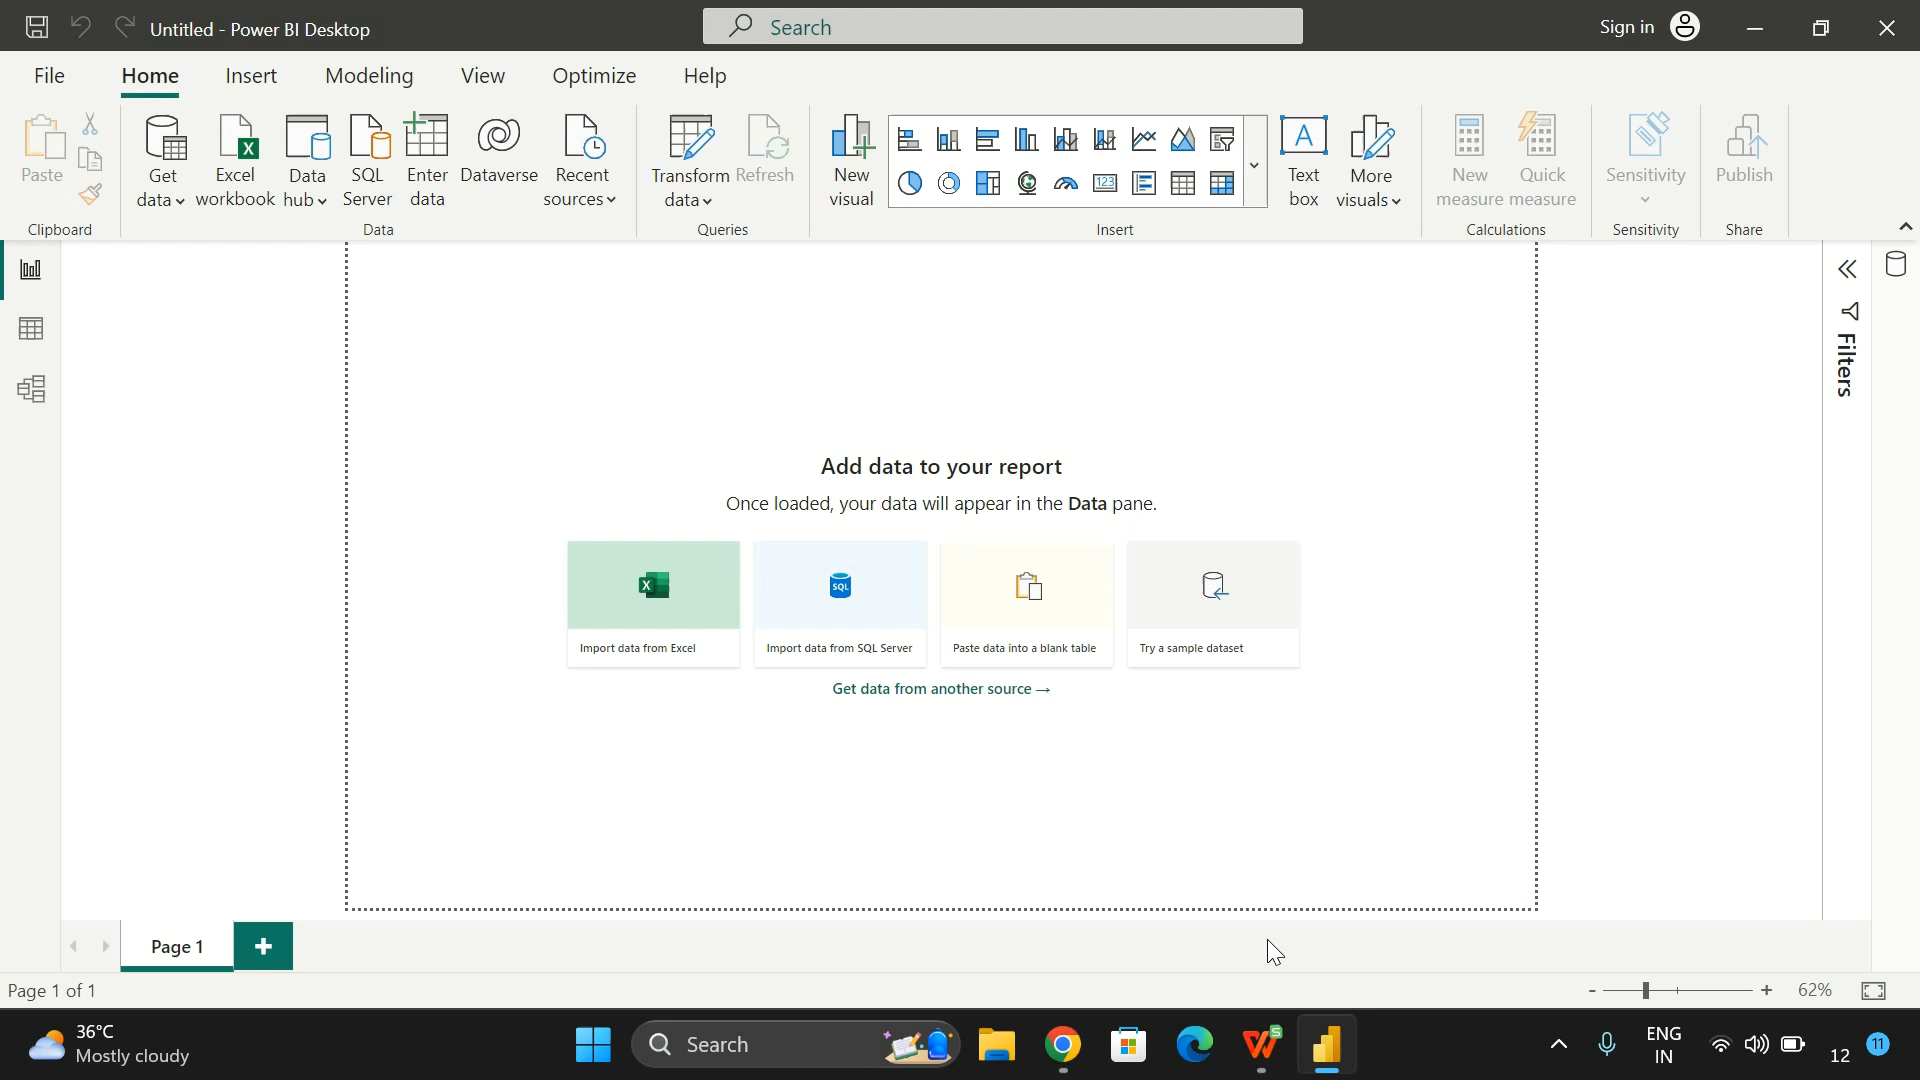 Untitled - Power BI Desktop
Search
Sign in
File Home Insert Modeling View Optimize Help
Paste
Get data
Excel workbook
Data hub
SQL Server
Enter data
Dataverse
Recent sources
Transform data
Refresh
New visual
123
A
Text box
More visuals
New measure
Quick measure
Sensitivity
Publish
Clipboard
Data
Queries
Insert
Calculations
Sensitivity
Share
Filters
Add data to your report
Once loaded, your data will appear in the Data pane.
X
SQL
Import data from Excel
Import data from SQL Server
Paste data into a blank table
Try a sample dataset
Get data from another source →
Page 1
+
Page 1 of 1
- + 62%
36°C
Mostly cloudy
Search
ENG
IN
12
11